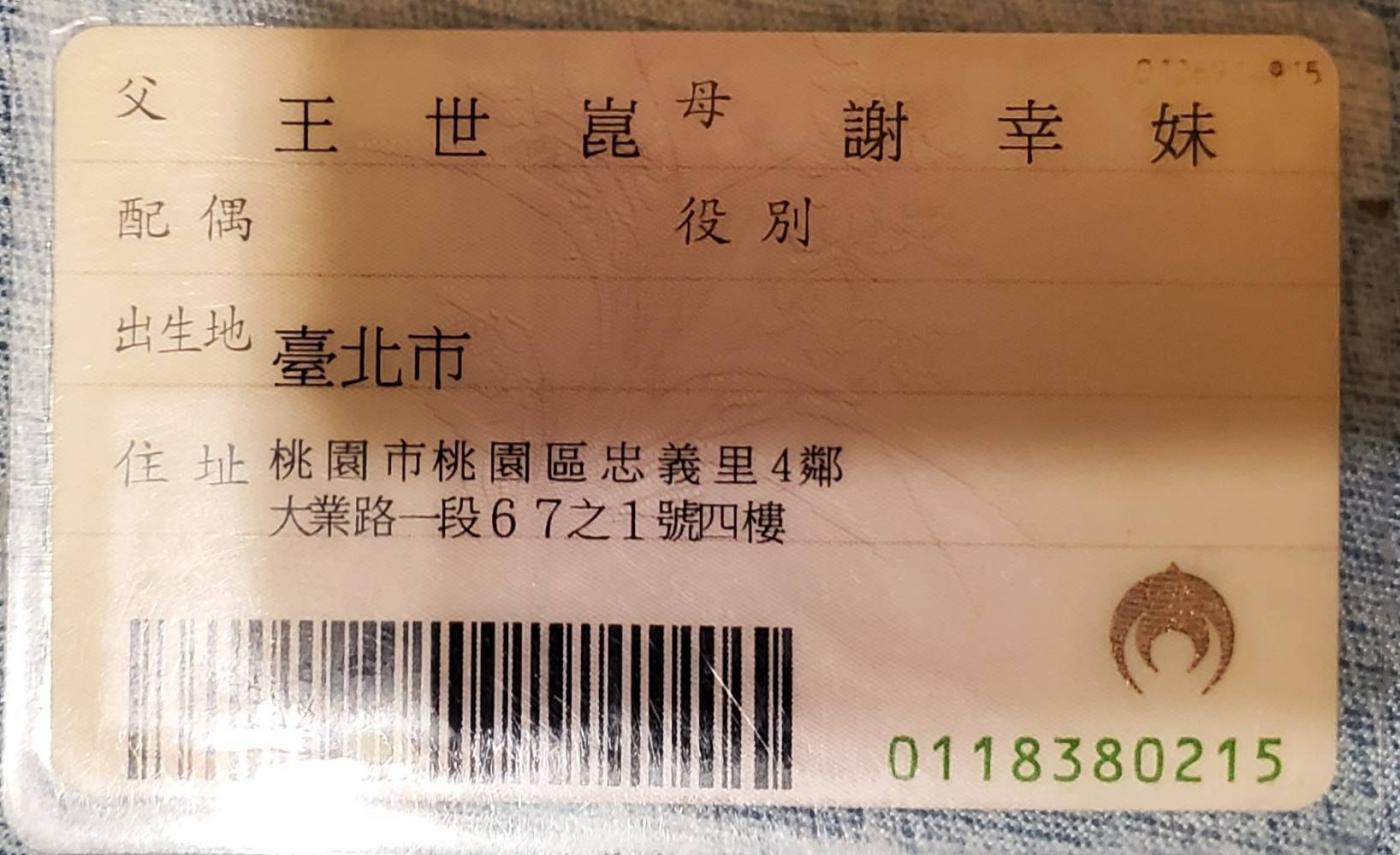 父 王世崑 母 謝幸妹
配偶 役別
出生地 臺北市
住址 桃園市桃園區忠義里4鄰
大業路一段67之1號四樓
0118380215